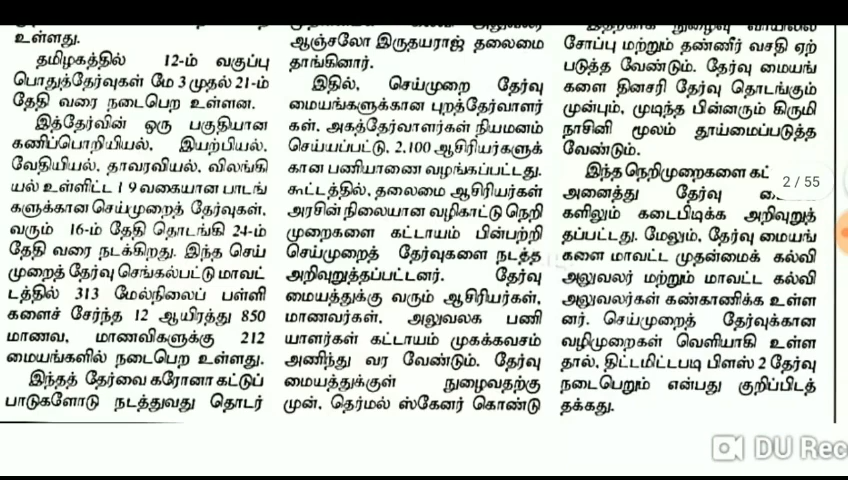 உள்ளது.
தமிழகத்தில் 12-ம் வகுப்பு
பொதுத்தேர்வுகள் மே 3 முதல் 21-ம்
தேதி வரை நடைபெற உள்ளன.
இத்தேர்வின் ஒரு பகுதியான
கணிப்பொறியியல், இயற்பியல்,
வேதியியல், தாவரவியல், விலங்கி
யல் உள்ளிட்ட 19 வகையான பாடங்
களுக்கான செய்முறைத் தேர்வுகள்,
வரும் 16-ம் தேதி தொடங்கி 24-ம்
தேதி வரை நடக்கிறது. இந்த செய்
முறைத் தேர்வு செங்கல்பட்டு மாவட்
டத்தில் 313 மேல்நிலைப் பள்ளி
களைச் சேர்ந்த 12 ஆயிரத்து 850
மாணவ, மாணவிகளுக்கு 212
மையங்களில் நடைபெற உள்ளது.
இந்தத் தேர்வை கரோனா கட்டுப்
பாடுகளோடு நடத்துவது தொடர்
ஆஞ்சலோ இருதயராஜ் தலைமை
தாங்கினார்.
இதில், செய்முறை தேர்வு
மையங்களுக்கான புறத்தேர்வாளர்
கள், அகத்தேர்வாளர்கள் நியமனம்
செய்யப்பட்டு, 2,100 ஆசிரியர்களுக்
கான பணியாணை வழங்கப்பட்டது.
கூட்டத்தில், தலைமை ஆசிரியர்கள்
அரசின் நிலையான வழிகாட்டு நெறி
முறைகளை கட்டாயம் பின்பற்றி
செய்முறைத் தேர்வுகளை நடத்த
அறிவுறுத்தப்பட்டனர். தேர்வு
மையத்துக்கு வரும் ஆசிரியர்கள்,
மாணவர்கள், அலுவலக பணி
யாளர்கள் கட்டாயம் முகக்கவசம்
அணிந்து வர வேண்டும். தேர்வு
மையத்துக்குள் நுழைவதற்கு
முன், தெர்மல் ஸ்கேனர் கொண்டு
இதற்காக நுழைவு வாயிலில்
சோப்பு மற்றும் தண்ணீர் வசதி ஏற்
படுத்த வேண்டும். தேர்வு மையங்
களை தினசரி தேர்வு தொடங்கும்
முன்பும், முடிந்த பின்னரும் கிருமி
நாசினி மூலம் தூய்மைப்படுத்த
வேண்டும்.
இந்த நெறிமுறைகளை கட்
2 / 55
அனைத்து தேர்வு
களிலும் கடைபிடிக்க அறிவுறுத்
தப்பட்டது. மேலும், தேர்வு மையங்
களை மாவட்ட முதன்மைக் கல்வி
அலுவலர் மற்றும் மாவட்ட கல்வி
அலுவலர்கள் கண்காணிக்க உள்ள
னர். செய்முறைத் தேர்வுக்கான
வழிமுறைகள் வெளியாகி உள்ள
தால், திட்டமிட்டபடி பிளஸ் 2 தேர்வு
நடைபெறும் என்பது குறிப்பிடத்
தக்கது.
DU Rec